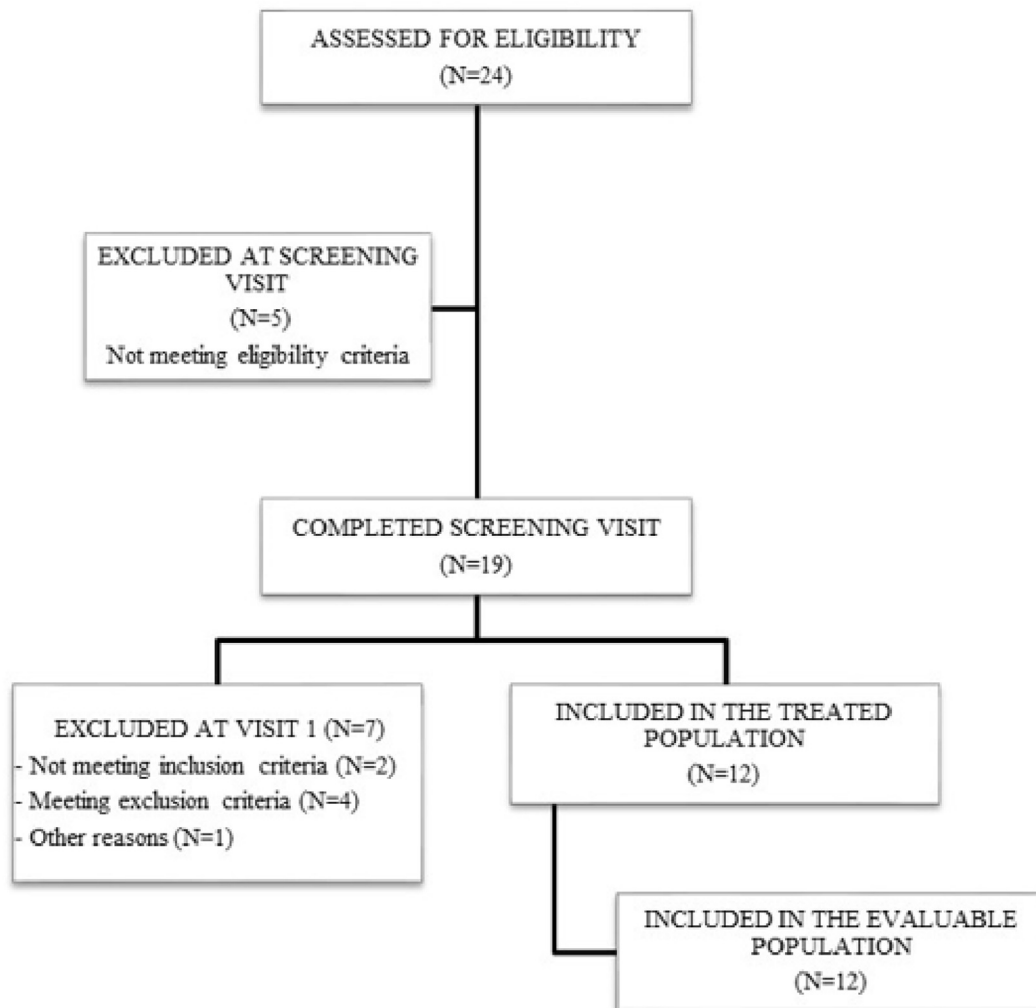 ASSESSED FOR ELIGIBILITY
(N=24)
EXCLUDED AT SCREENING
VISIT
(N=5)
Not meeting eligibility criteria
COMPLETED SCREENING VISIT
(N=19)
EXCLUDED AT VISIT 1 (N=7)
- Not meeting inclusion criteria (N=2)
- Meeting exclusion criteria (N=4)
- Other reasons (N=1)
INCLUDED IN THE TREATED
POPULATION
(N=12)
INCLUDED IN THE EVALUABLE
POPULATION
(N=12)